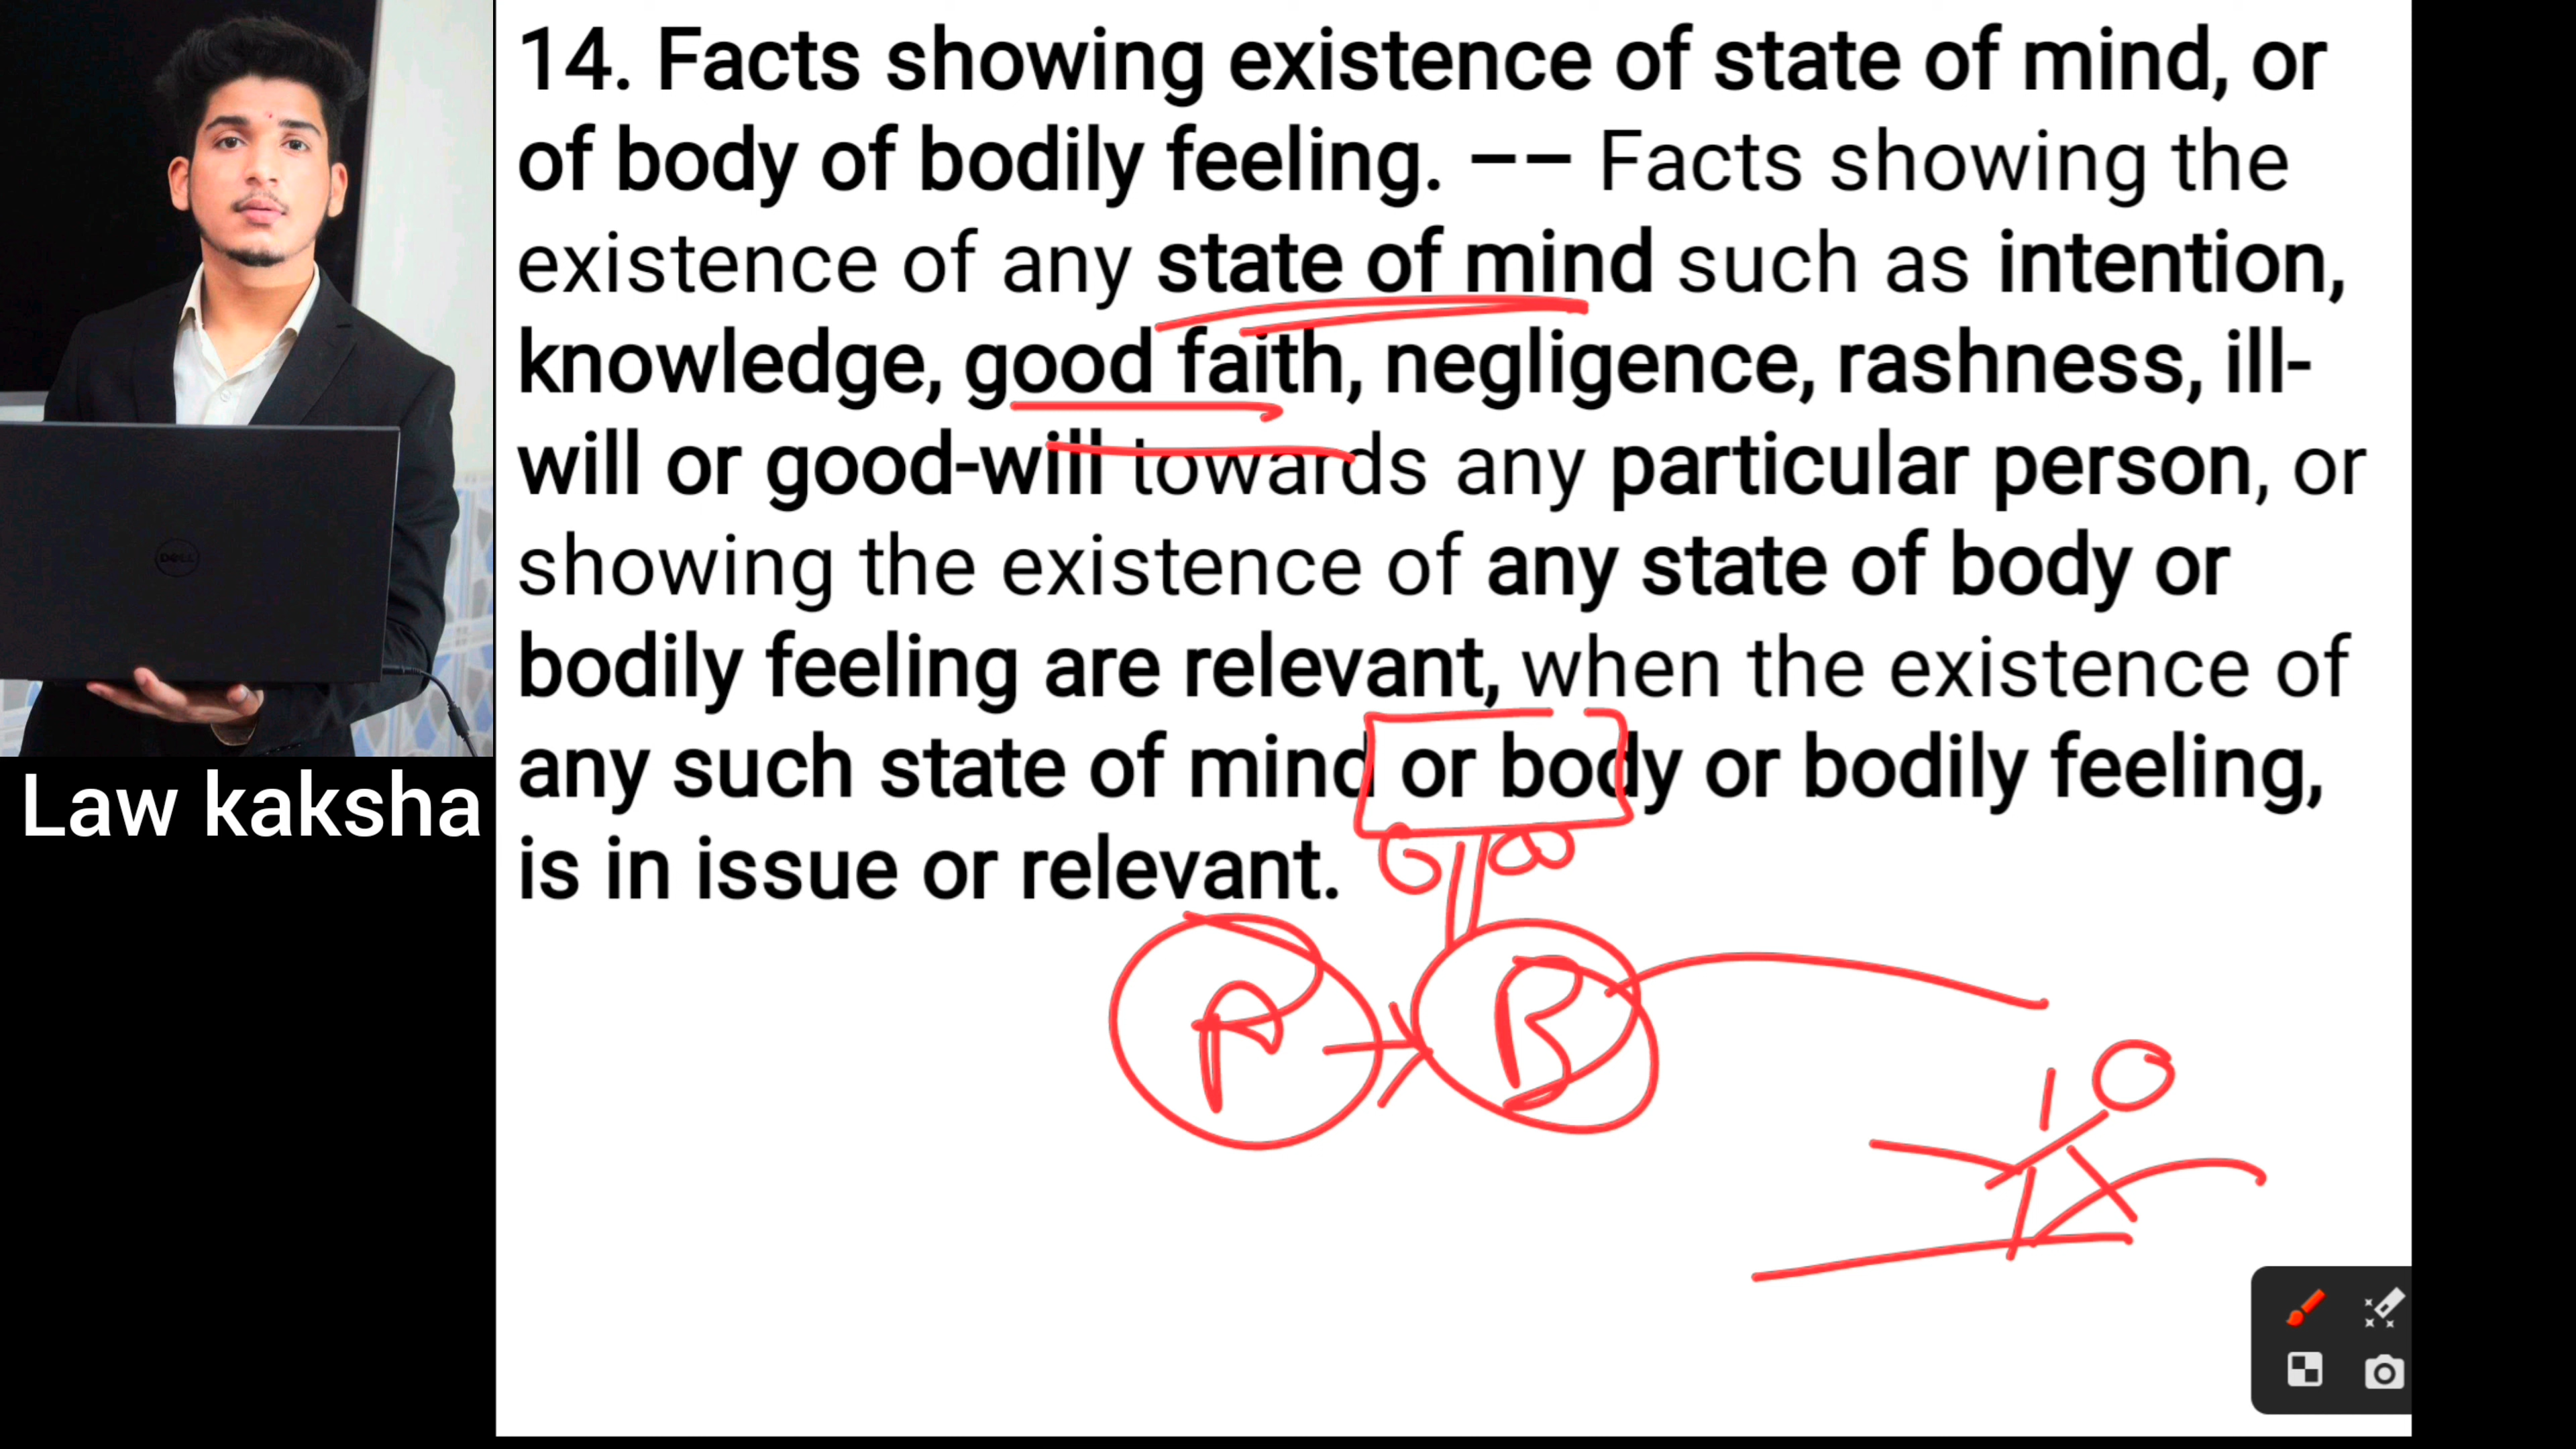 14. Facts showing existence of state of mind, or
of body of bodily feeling. –– Facts showing the
existence of any state of mind such as intention,
knowledge, good faith, negligence, rashness, ill-
will or good-will towards any particular person, or
showing the existence of any state of body or
bodily feeling are relevant, when the existence of
any such state of mind or body or bodily feeling,
is in issue or relevant.
B
DELL
Law kaksha